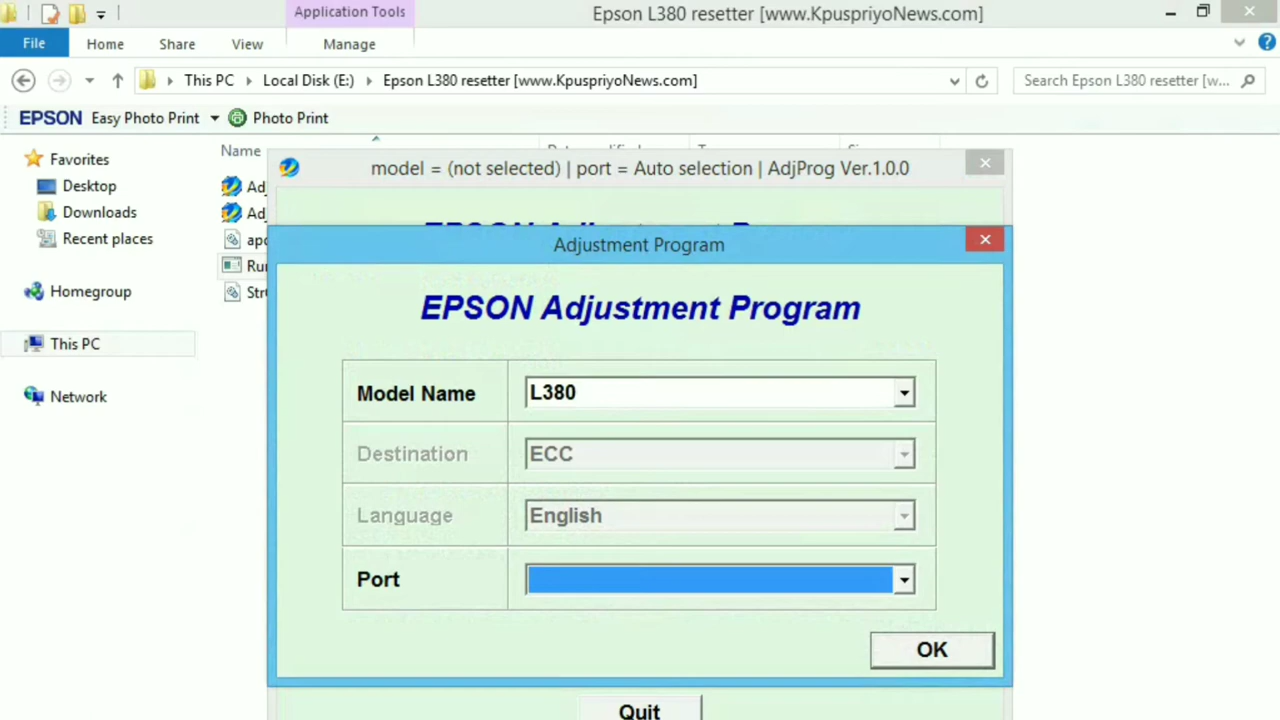 Application Tools
Epson L380 resetter [www.KpuspriyoNews.com]
File Home Share View Manage
This PC Local Disk (E:) Epson L380 resetter [www.KpuspriyoNews.com]
Search Epson L380 resetter [w...
EPSON Easy Photo Print Photo Print
Favorites
Desktop
Downloads
Recent places
Homegroup
This PC
Network
Name
Adj
Adj
Run
model = (not selected) | port = Auto selection | AdjProg Ver.1.0.0
Adjustment Program
EPSON Adjustment Program
Model Name L380
Destination ECC
Language English
Port
OK
Quit